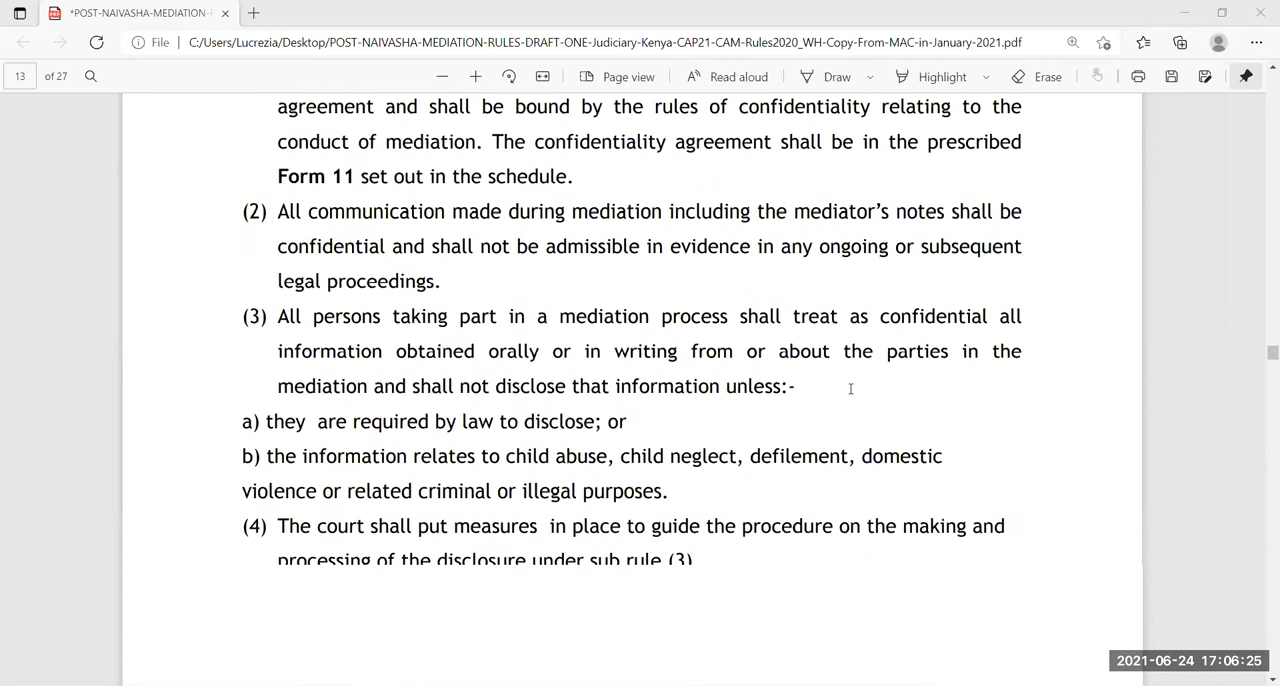 *POST-NAIVASHA-MEDIATION-
File C:/Users/Lucrezia/Desktop/POST-NAIVASHA-MEDIATION-RULES-DRAFT-ONE-Judiciary-Kenya-CAP21-CAM-Rules2020_WH-Copy-From-MAC-in-January-2021.pdf
13 of 27 Page view Read aloud Draw Highlight Erase
agreement and shall be bound by the rules of confidentiality relating to the
conduct of mediation. The confidentiality agreement shall be in the prescribed
Form 11 set out in the schedule.
(2) All communication made during mediation including the mediator’s notes shall be
confidential and shall not be admissible in evidence in any ongoing or subsequent
legal proceedings.
(3) All persons taking part in a mediation process shall treat as confidential all
information obtained orally or in writing from or about the parties in the
mediation and shall not disclose that information unless:-
a) they are required by law to disclose; or
b) the information relates to child abuse, child neglect, defilement, domestic
violence or related criminal or illegal purposes.
(4) The court shall put measures in place to guide the procedure on the making and
processing of the disclosure under sub rule (3)
2021-06-24 17:06:25